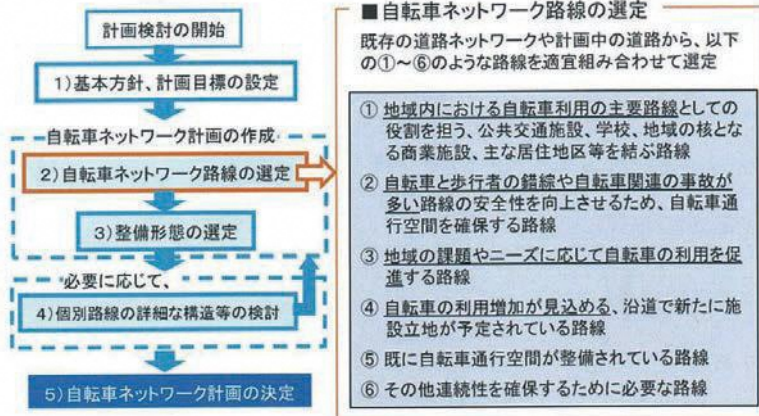 計画検討の開始
1)基本方針、計画目標の設定
自転車ネットワーク計画の作成
2)自転車ネットワーク路線の選定
3)整備形態の選定
必要に応じて、
4)個別路線の詳細な構造等の検討
5)自転車ネットワーク計画の決定
■自転車ネットワーク路線の選定
既存の道路ネットワークや計画中の道路から、以下
の①~⑥のような路線を適宜組み合わせて選定
① 地域内における自転車利用の主要路線としての
役割を担う、公共交通施設、学校、地域の核とな
る商業施設、主な居住地区等を結ぶ路線
② 自転車と歩行者の錯綜や自転車関連の事故が
多い路線の安全性を向上させるため、自転車通
行空間を確保する路線
③ 地域の課題やニーズに応じて自転車の利用を促
進する路線
④ 自転車の利用増加が見込める、沿道で新たに施
設立地が予定されている路線
⑤ 既に自転車通行空間が整備されている路線
⑥ その他連続性を確保するために必要な路線